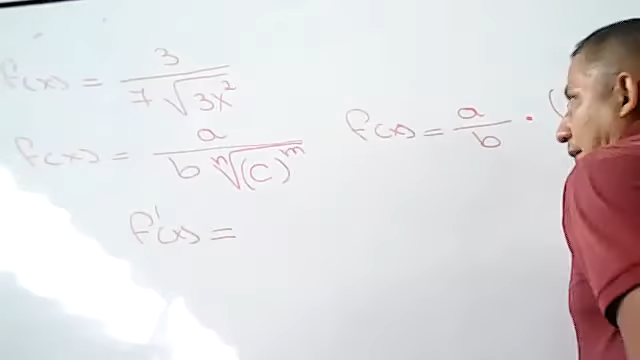 f(x) = 3 / 7√(3x²)
f(x) = a / b ⁿ√(c)ᵐ
f'(x) =
f(x) = a / b · (